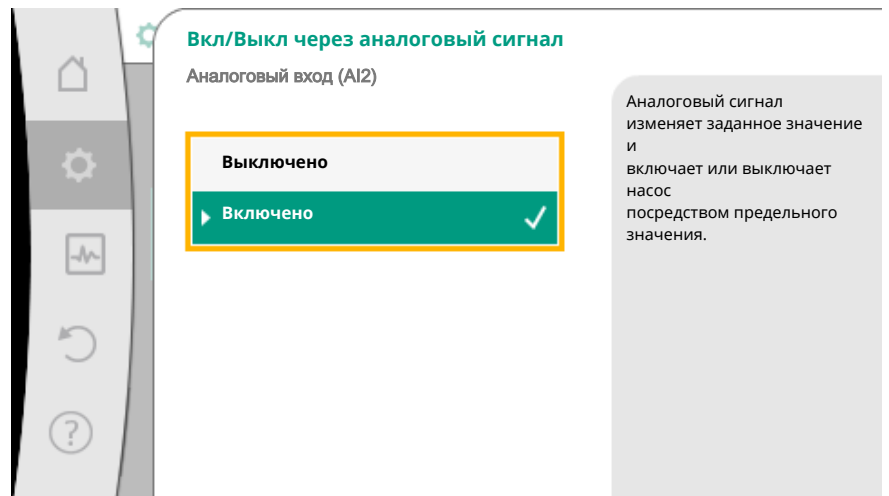 Вкл/Выкл через аналоговый сигнал
Аналоговый вход (AI2)
Выключено
Включено
Аналоговый сигнал
изменяет заданное значение
и
включает или выключает
насос
посредством предельного
значения.
?